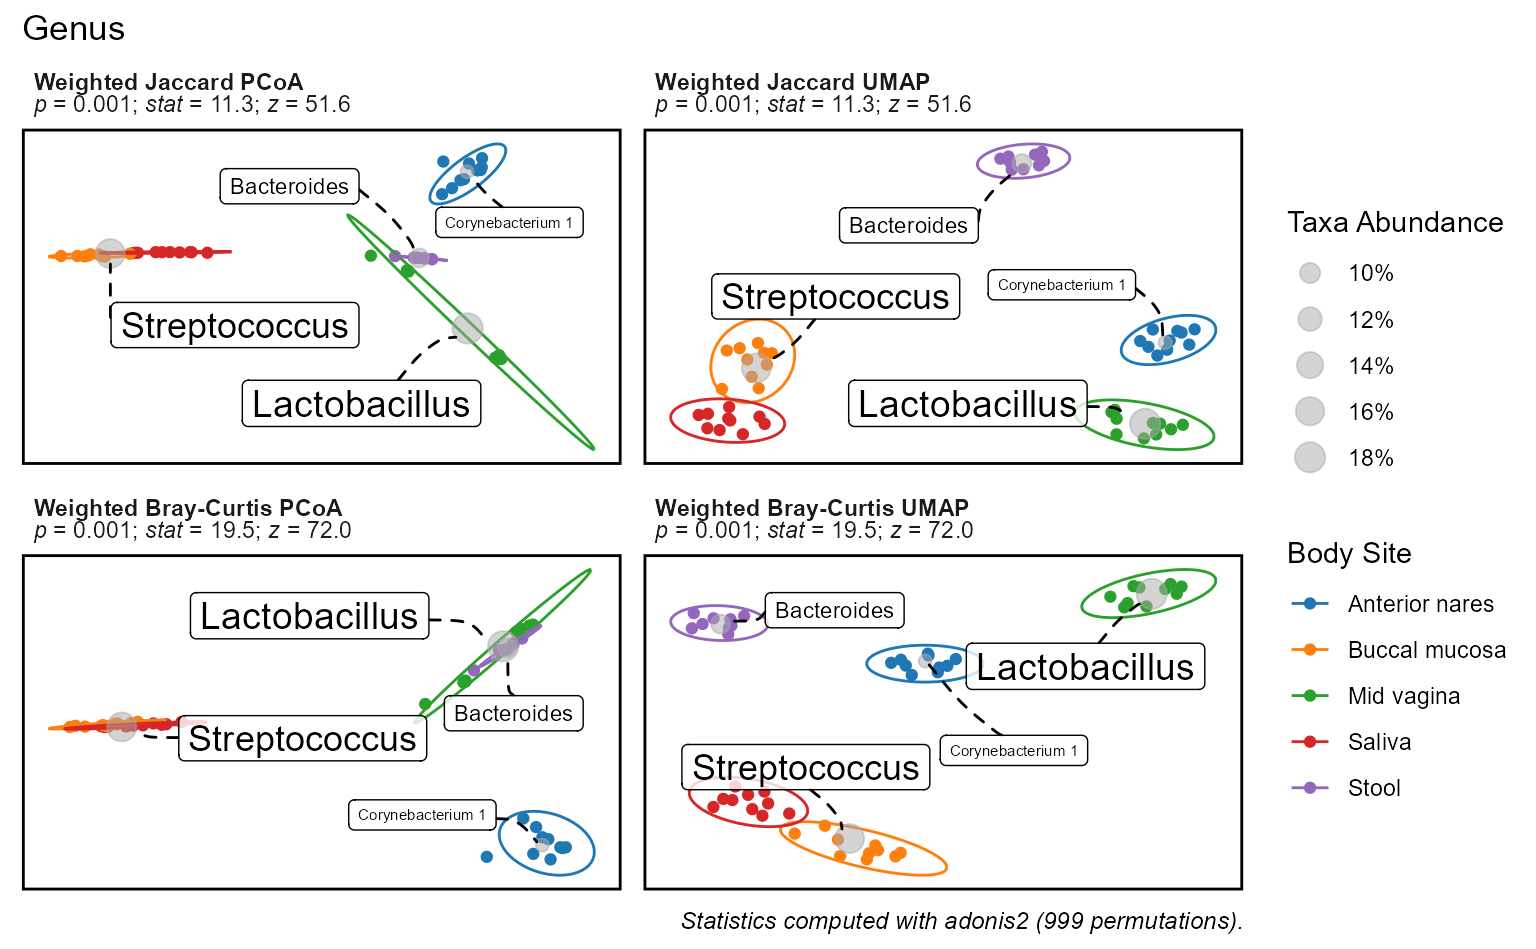 Genus
Weighted Jaccard PCoA
p = 0.001; stat = 11.3; z = 51.6
Bacteroides
Corynebacterium 1
Streptococcus
Lactobacillus
Weighted Jaccard UMAP
p = 0.001; stat = 11.3; z = 51.6
Bacteroides
Corynebacterium 1
Streptococcus
Lactobacillus
Weighted Bray-Curtis PCoA
p = 0.001; stat = 19.5; z = 72.0
Lactobacillus
Bacteroides
Streptococcus
Corynebacterium 1
Weighted Bray-Curtis UMAP
p = 0.001; stat = 19.5; z = 72.0
Bacteroides
Lactobacillus
Corynebacterium 1
Streptococcus
Taxa Abundance
10%
12%
14%
16%
18%
Body Site
Anterior nares
Buccal mucosa
Mid vagina
Saliva
Stool
Statistics computed with adonis2 (999 permutations).